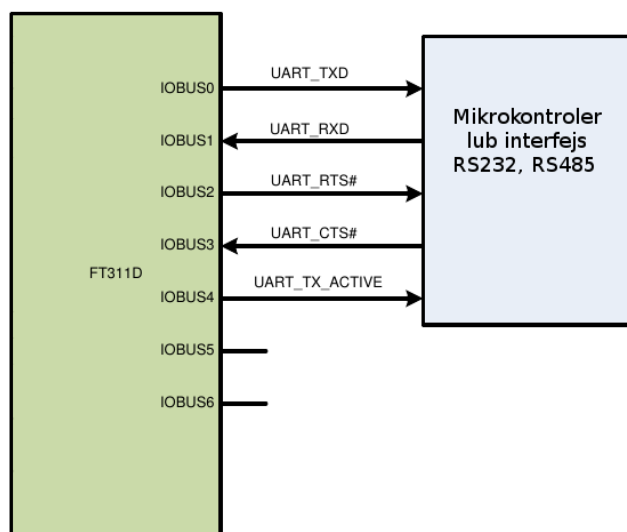 IOBUS0
UART_TXD
IOBUS1
UART_RXD
IOBUS2
UART_RTS#
IOBUS3
UART_CTS#
FT311D
IOBUS4
UART_TX_ACTIVE
IOBUS5
IOBUS6
Mikrokontroler
lub interfejs
RS232, RS485